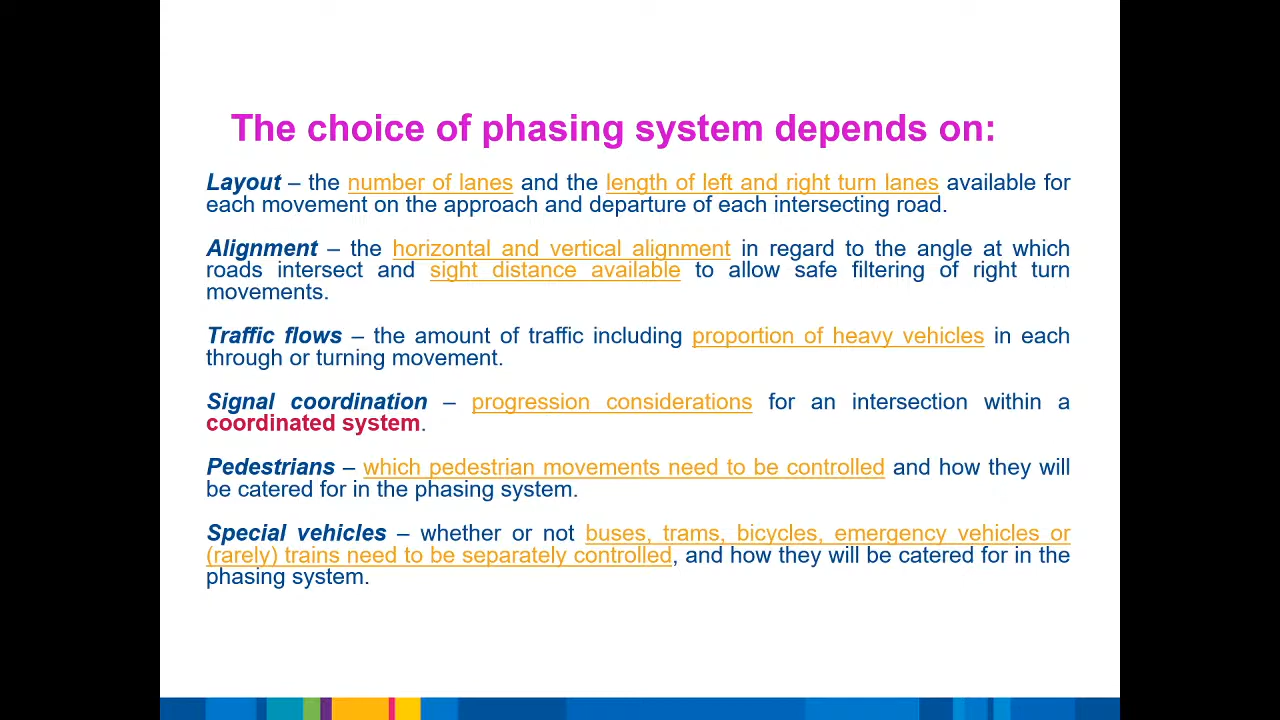 The choice of phasing system depends on:
Layout – the number of lanes and the length of left and right turn lanes available for
each movement on the approach and departure of each intersecting road.
Alignment – the horizontal and vertical alignment in regard to the angle at which
roads intersect and sight distance available to allow safe filtering of right turn
movements.
Traffic flows – the amount of traffic including proportion of heavy vehicles in each
through or turning movement.
Signal coordination – progression considerations for an intersection within a
coordinated system.
Pedestrians – which pedestrian movements need to be controlled and how they will
be catered for in the phasing system.
Special vehicles – whether or not buses, trams, bicycles, emergency vehicles or
(rarely) trains need to be separately controlled, and how they will be catered for in the
phasing system.